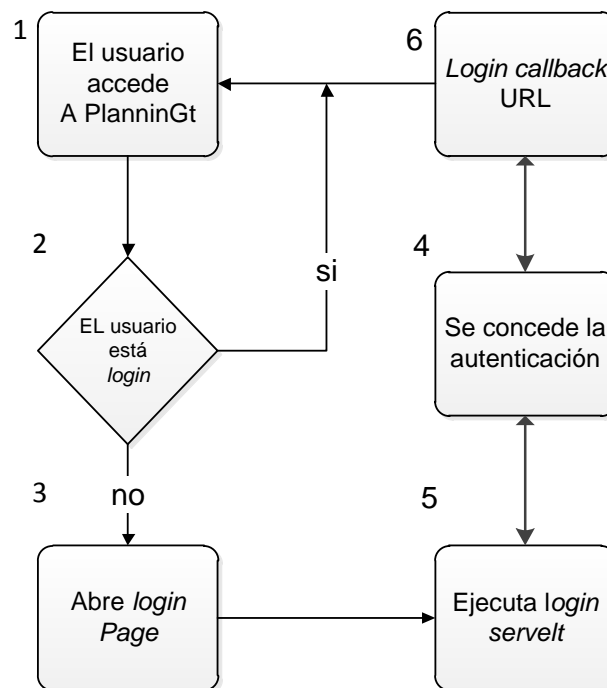 1
El usuario
accede
A PlanninGt
6
Login callback
URL
2
EL usuario
está
login
si
4
Se concede la
autenticación
3
no
5
Abre login
Page
Ejecuta login
servelt